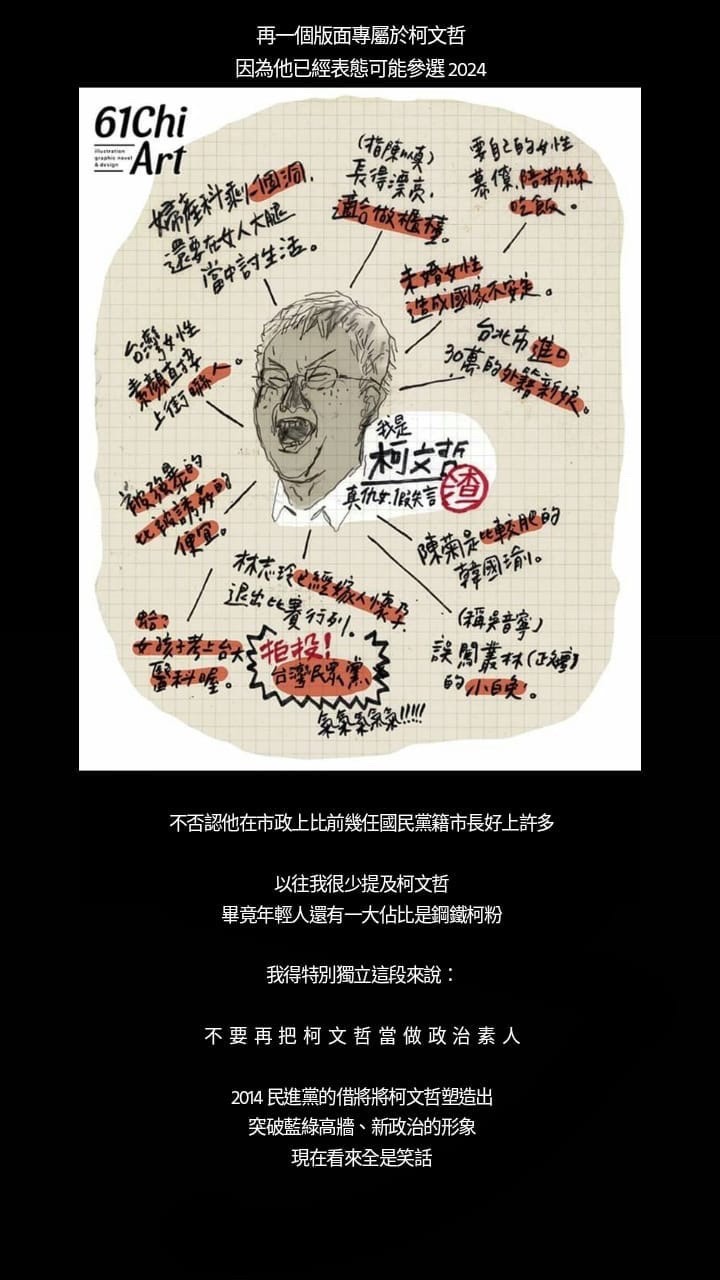 再一個版面專屬於柯文哲
因為他已經表態可能參選 2024
61Chi
illustration
graphic novel
& design
Art
婦產科剩一個洞，
還要在女人大腿
當中討生活。
(指陳以真)
長得漂亮，
適合做櫃檯。
要自己的女性
幕僚，陪粉絲
吃飯。
未婚女性
造成國家不安定。
台北市進口
30萬的外籍新娘。
台灣女性
素顏直接
上街嚇人。
我是
柯文哲
渣
真仇女．假失言
被強暴的
比被誘姦的
便宜。
陳菊是比較肥的
韓國瑜。
林志玲已經嫁人懷孕
退出比賽行列。
蛤？
女孩子考上台大
醫科喔。
(稱吳音寧)
誤闖叢林(正確)
的小白兔。
拒投！
台灣民眾黨
氣氣氣氣氣!!!!!
不否認他在市政上比前幾任國民黨籍市長好上許多
以往我很少提及柯文哲
畢竟年輕人還有一大佔比是鋼鐵柯粉
我得特別獨立這段來說：
不要再把柯文哲當做政治素人
2014 民進黨的借將將柯文哲塑造出
突破藍綠高牆、新政治的形象
現在看來全是笑話